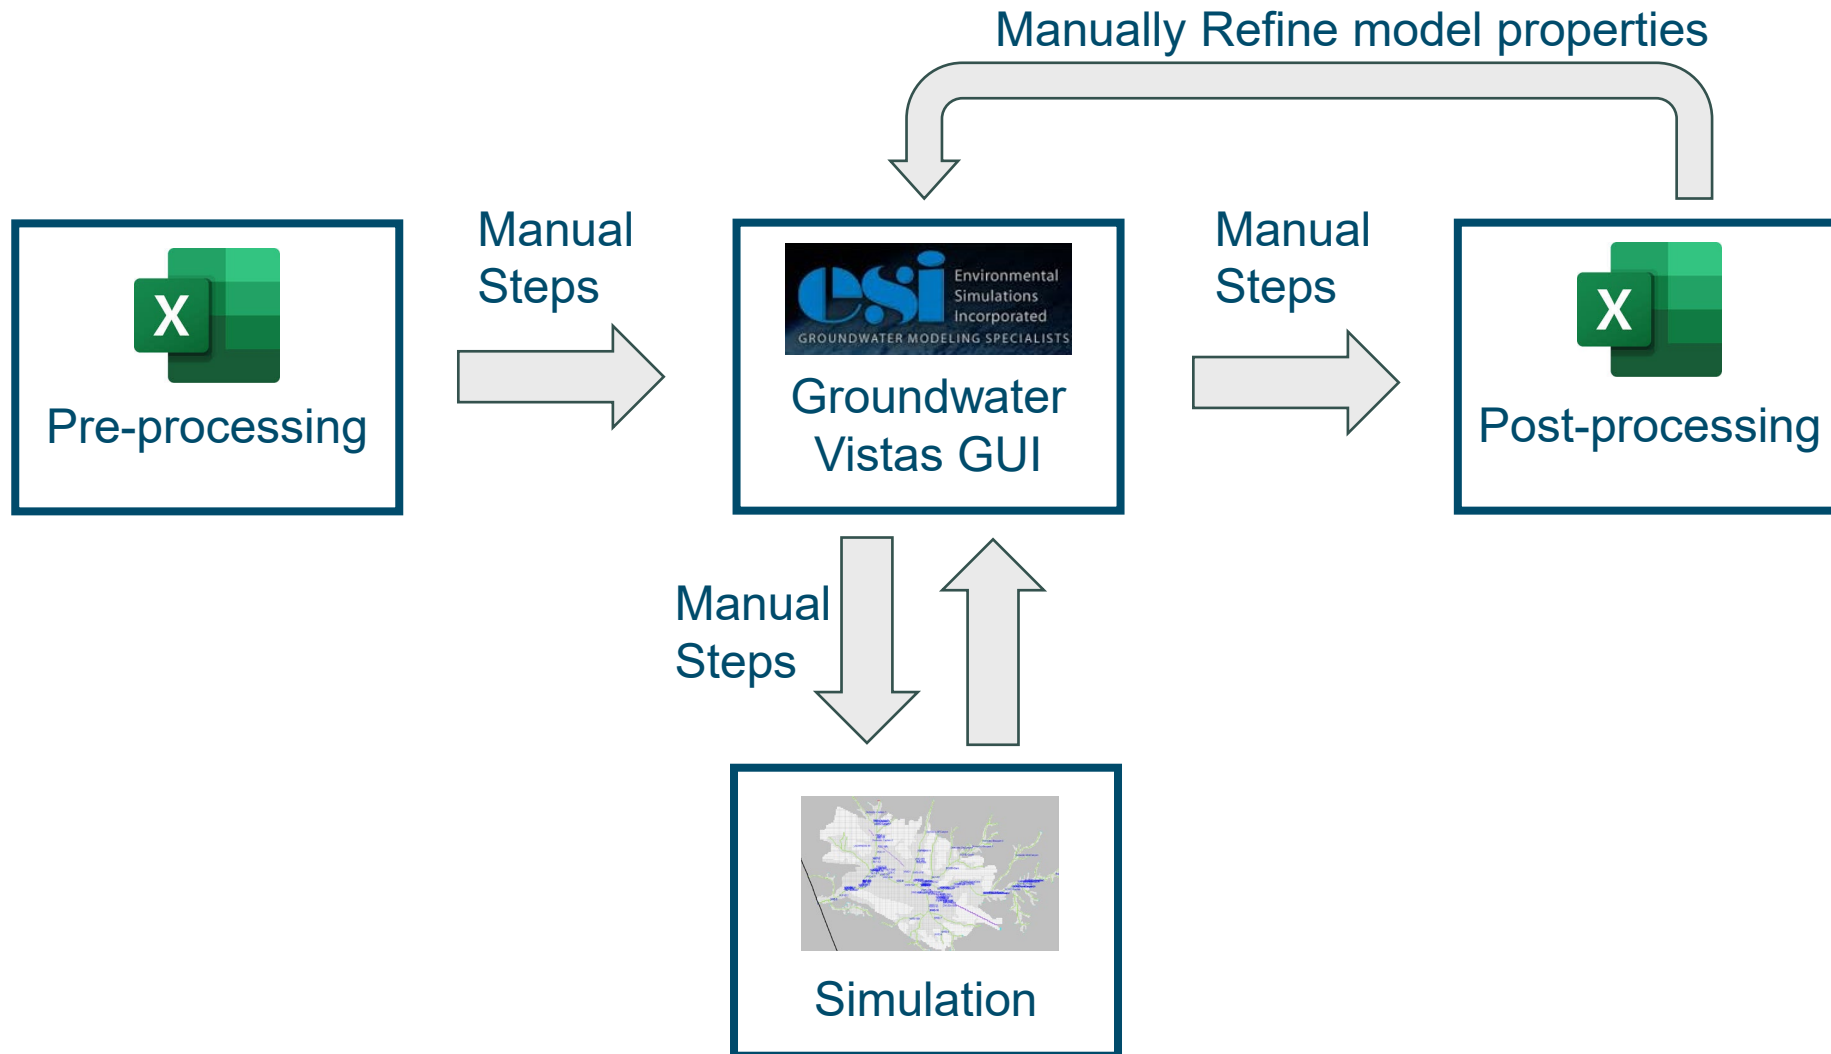 Manually Refine model properties
Manual
Steps
Manual
Steps
X
Pre-processing
esi
Environmental
Simulations
Incorporated
GROUNDWATER MODELING SPECIALISTS
Groundwater
Vistas GUI
X
Post-processing
Manual
Steps
Simulation